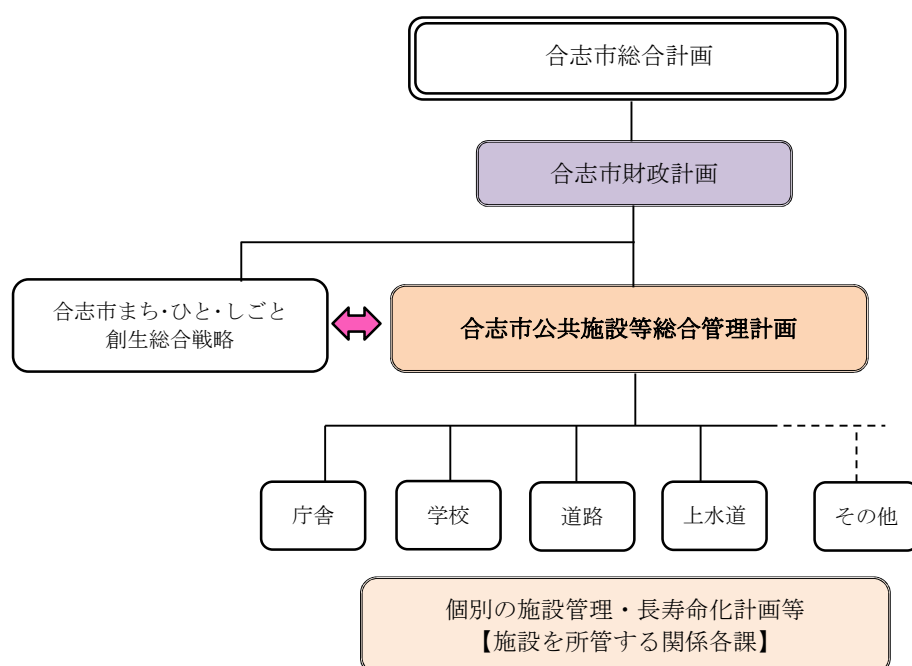 合志市総合計画
合志市財政計画
合志市まち・ひと・しごと
創生総合戦略
合志市公共施設等総合管理計画
庁舎
学校
道路
上水道
その他
個別の施設管理・長寿命化計画等
【施設を所管する関係各課】